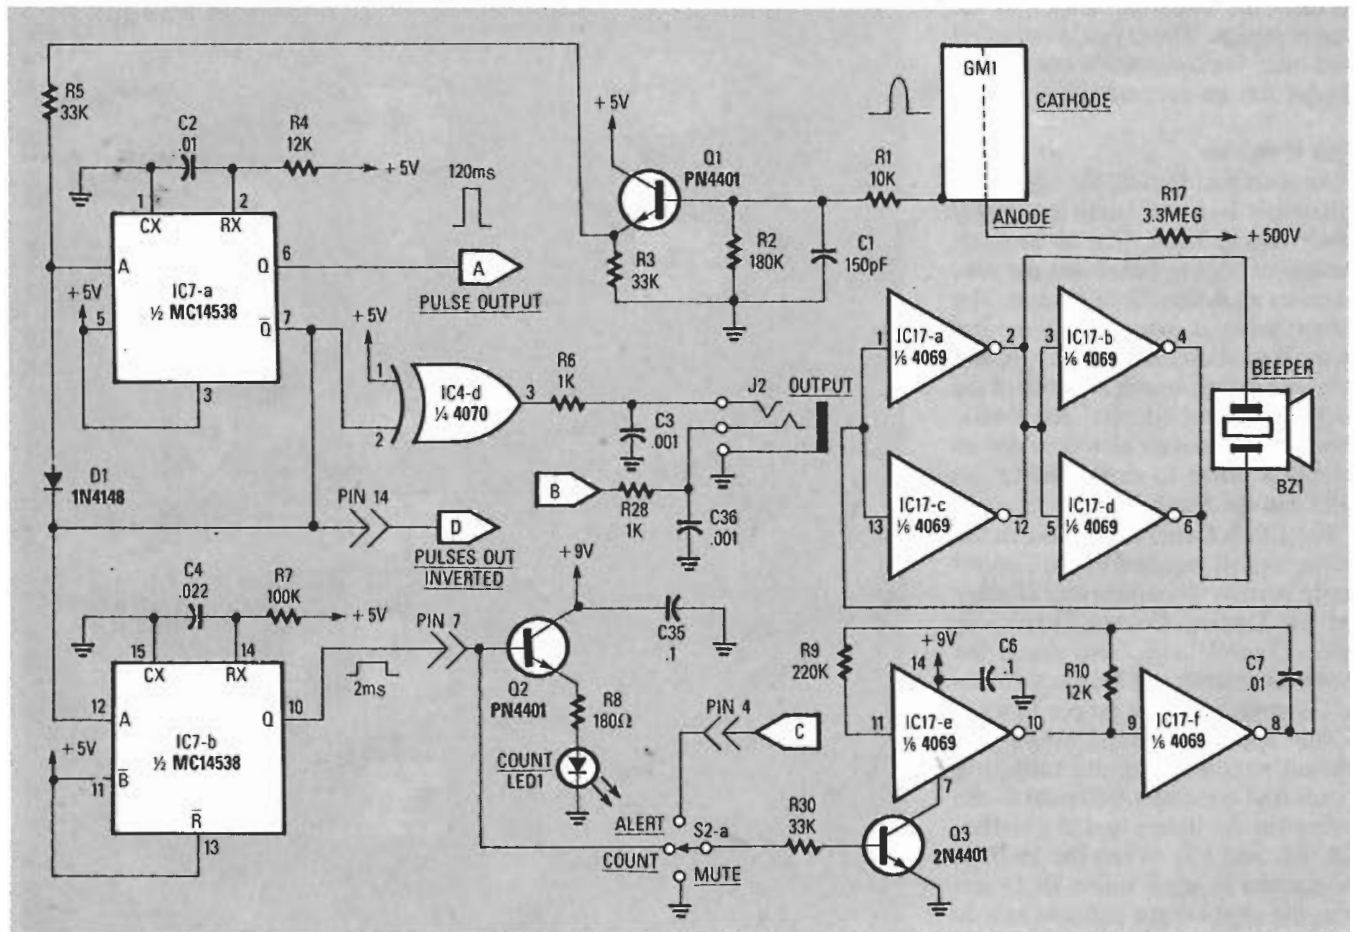 R5
33K
C2
.01
R4
12K
+5V
1
2
CX
RX
A
Q
6
+5V
IC7-a
½ MC14538
5
Q
7
3
120ms
A
PULSE OUTPUT
+5V
Q1
PN4401
R3
33K
R2
180K
C1
150pF
R1
10K
GM1
CATHODE
ANODE
R17
3.3MEG
+500V
+5V
1
IC4-d
¼ 4070
2
3
R6
1K
C3
.001
J2
OUTPUT
B
R28
1K
C36
.001
1
IC17-a
⅙ 4069
2
3
IC17-b
⅙ 4069
4
13
IC17-c
⅙ 4069
12
5
IC17-d
⅙ 4069
6
BEEPER
BZ1
D1
1N4148
PIN 14
D
PULSES OUT
INVERTED
C4
.022
R7
100K
+5V
15
14
CX
RX
12
A
Q
10
+5V
IC7-b
½ MC14538
11
B
R
13
2ms
PIN 7
+9V
C35
.1
Q2
PN4401
R8
180Ω
COUNT
LED1
PIN 4
C
ALERT
COUNT
S2-a
MUTE
R30
33K
Q3
2N4401
R9
220K
+9V
14
C6
.1
11
IC17-e
⅙ 4069
10
7
R10
12K
9
IC17-f
⅙ 4069
8
C7
.01